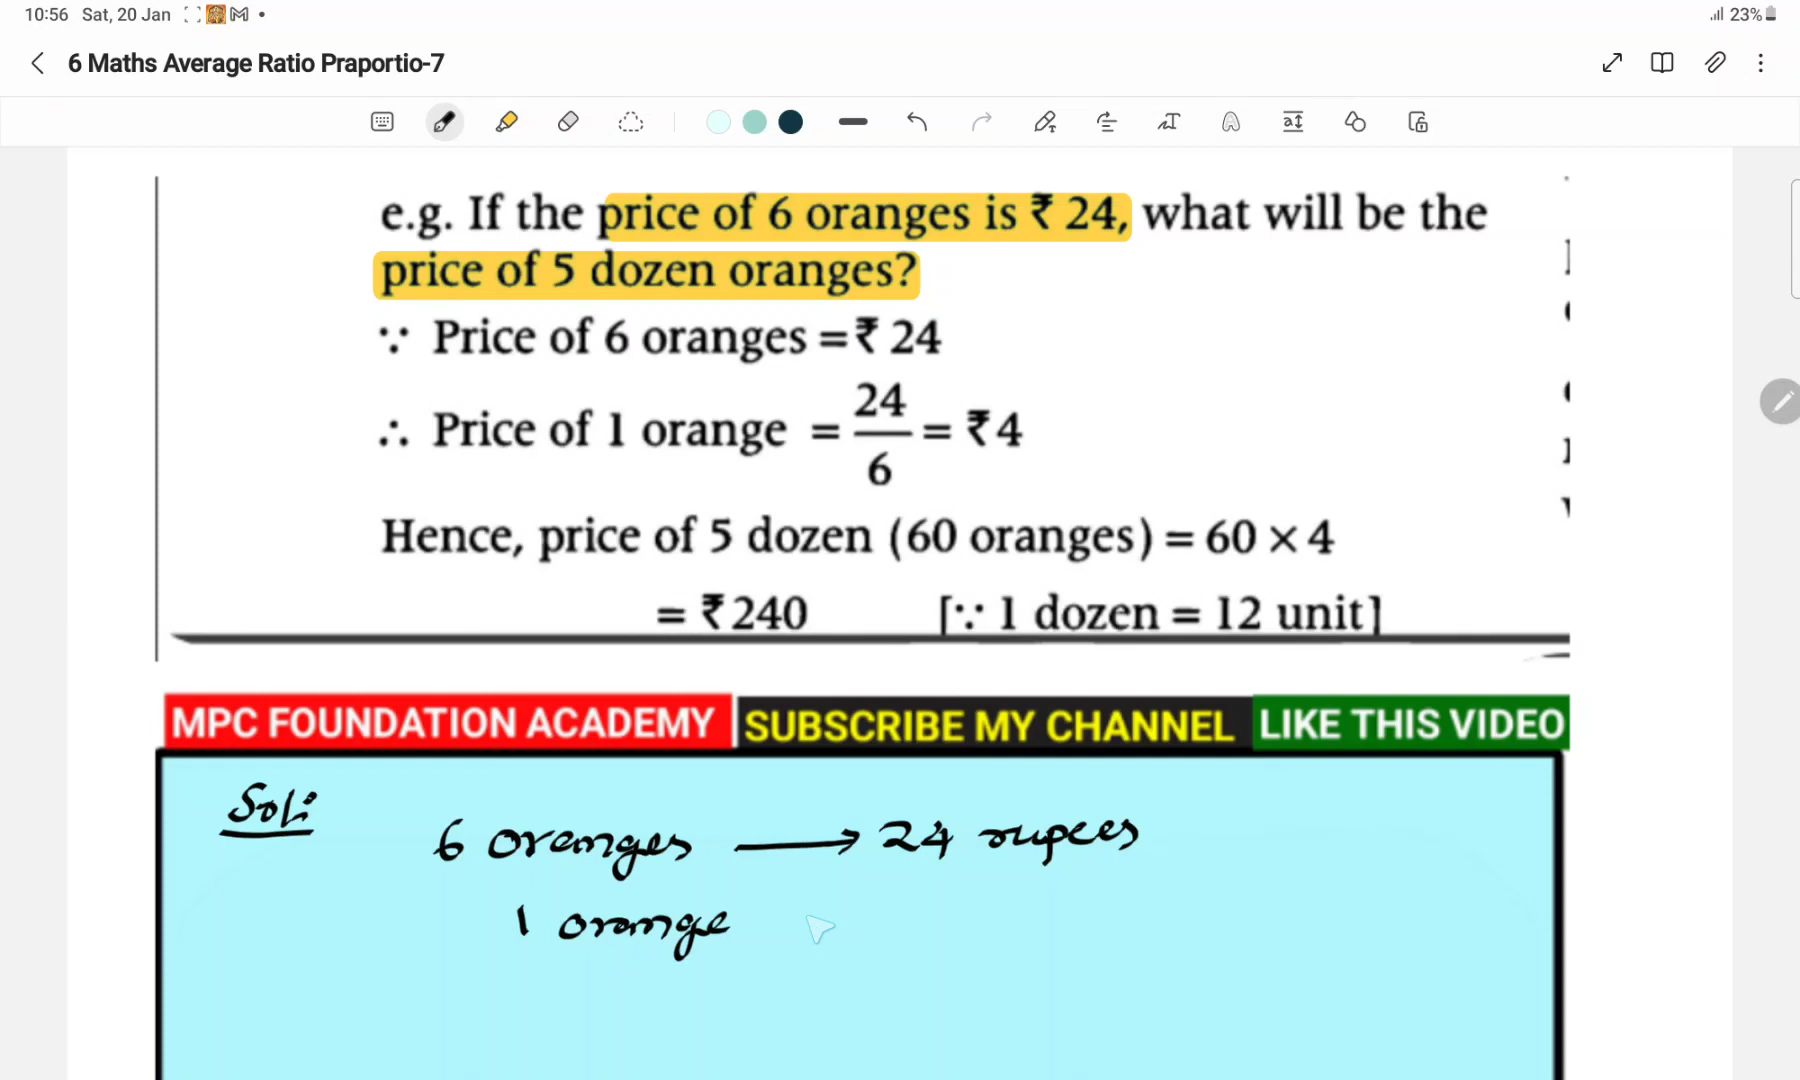 10:56 Sat, 20 Jan
23%
6 Maths Average Ratio Praportio-7
e.g. If the price of 6 oranges is ₹ 24, what will be the
price of 5 dozen oranges?
∵ Price of 6 oranges = ₹ 24
∴ Price of 1 orange = 24/6 = ₹ 4
Hence, price of 5 dozen (60 oranges) = 60 × 4
= ₹ 240 [∵ 1 dozen = 12 unit]
MPC FOUNDATION ACADEMY SUBSCRIBE MY CHANNEL LIKE THIS VIDEO
Sol:
6 oranges → 24 rupees
1 orange